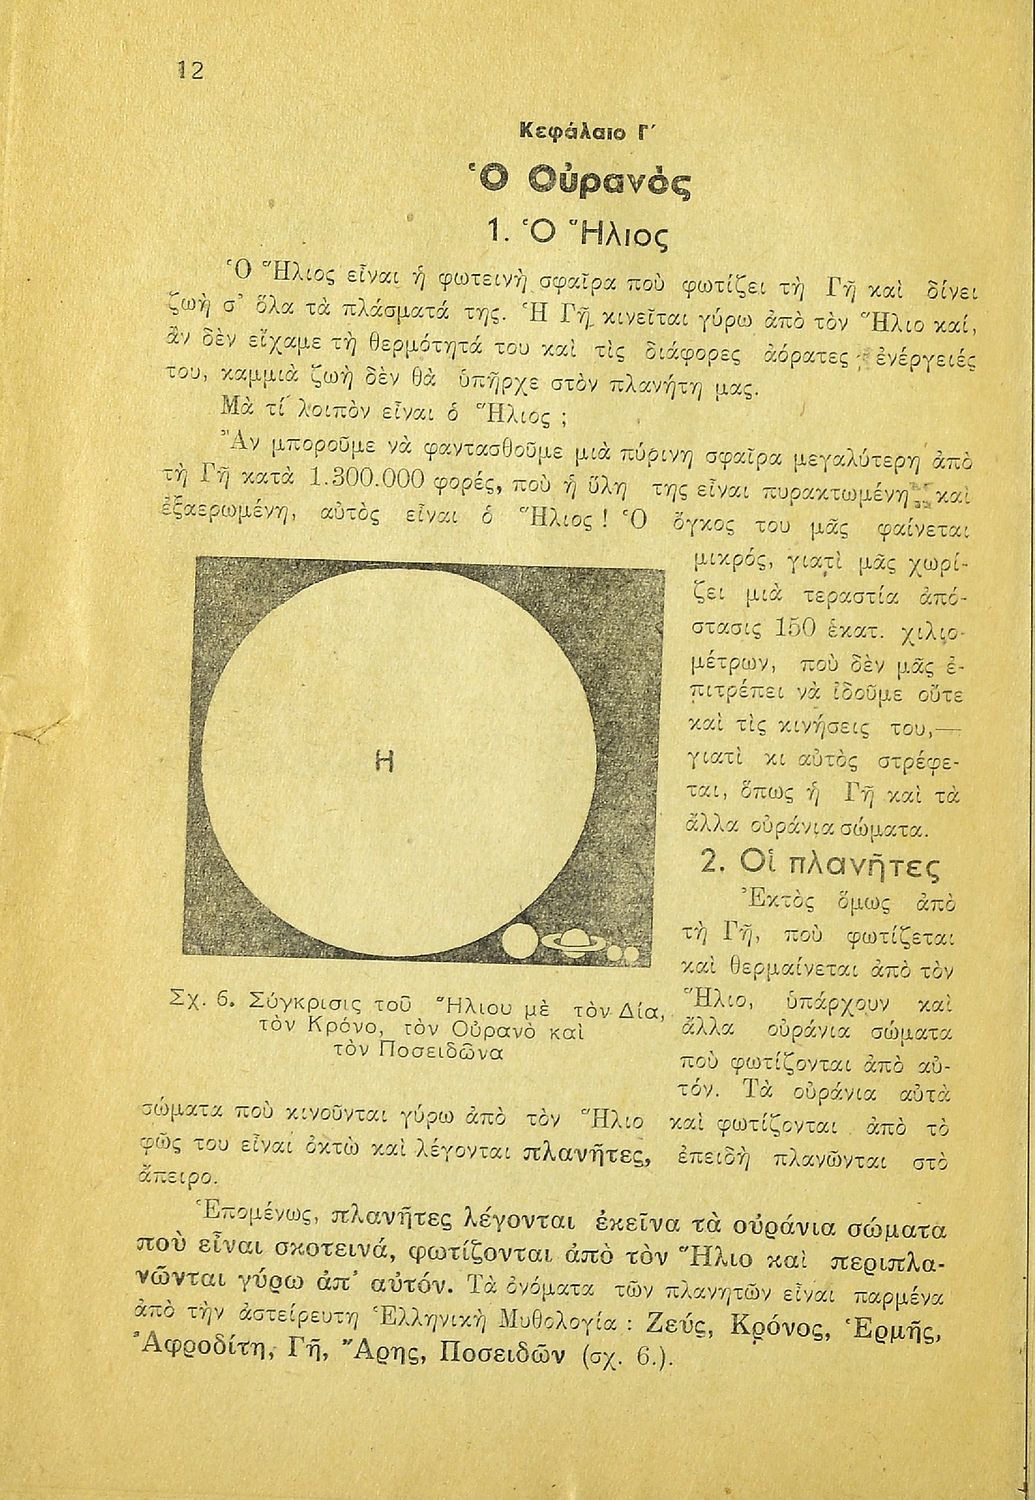 12
Κεφάλαιο Γ΄
Ὁ Οὐρανὸς
1. Ὁ Ἥλιος
Ὁ Ἥλιος εἶναι ἡ φωτεινὴ σφαῖρα ποὺ φωτίζει τὴ Γῆ καὶ δίνει
ζωὴ σ᾿ ὅλα τὰ πλάσματά της. Ἡ Γῆ κινεῖται γύρω ἀπὸ τὸν Ἥλιο καί,
ἂν δὲν εἴχαμε τὴ θερμότητά του καὶ τὶς διάφορες ἀόρατες ἐνέργειές
του, καμμιὰ ζωὴ δὲν θὰ ὑπῆρχε στὸν πλανήτη μας.
Μὰ τί λοιπὸν εἶναι ὁ Ἥλιος ;
Ἂν μποροῦμε νὰ φαντασθοῦμε μιὰ πύρινη σφαῖρα μεγαλύτερη ἀπὸ
τὴ Γῆ κατὰ 1.300.000 φορές, ποὺ ἡ ὕλη της εἶναι πυρακτωμένη καὶ
ἐξαερωμένη, αὐτὸς εἶναι ὁ Ἥλιος ! Ὁ ὄγκος του μᾶς φαίνεται
μικρός, γιατὶ μᾶς χωρί-
ζει μιὰ τεραστία ἀπό-
στασις 150 ἑκατ. χιλιο-
μέτρων, ποὺ δὲν μᾶς ἐ-
πιτρέπει νὰ ἰδοῦμε οὔτε
καὶ τὶς κινήσεις του,—
γιατὶ κι αὐτὸς στρέφε-
ται, ὅπως ἡ Γῆ καὶ τὰ
ἄλλα οὐράνια σώματα.
Η
Σχ. 6. Σύγκρισις τοῦ Ἥλιου μὲ τὸν Δία,
τὸν Κρόνο, τὸν Οὐρανὸ καὶ
τὸν Ποσειδῶνα
2. Οἱ πλανῆτες
Ἐκτὸς ὅμως ἀπὸ
τὴ Γῆ, ποὺ φωτίζεται
καὶ θερμαίνεται ἀπὸ τὸν
Ἥλιο, ὑπάρχουν καὶ
ἄλλα οὐράνια σώματα
ποὺ φωτίζονται ἀπὸ αὐ-
τόν. Τὰ οὐράνια αὐτὰ
σώματα ποὺ κινοῦνται γύρω ἀπὸ τὸν Ἥλιο καὶ φωτίζονται ἀπὸ τὸ
φῶς του εἶναι ὀκτὼ καὶ λέγονται πλανῆτες, ἐπειδὴ πλανῶνται στὸ
ἄπειρο.
Ἑπομένως, πλανῆτες λέγονται ἐκεῖνα τὰ οὐράνια σώματα
ποὺ εἶναι σκοτεινά, φωτίζονται ἀπὸ τὸν Ἥλιο καὶ περιπλα-
νῶνται γύρω ἀπ᾿ αὐτόν. Τὰ ὀνόματα τῶν πλανητῶν εἶναι παρμένα
ἀπὸ τὴν ἀστείρευτη Ἑλληνικὴ Μυθολογία : Ζεύς, Κρόνος, Ἑρμῆς,
Ἀφροδίτη, Γῆ, Ἄρης, Ποσειδῶν (σχ. 6.).